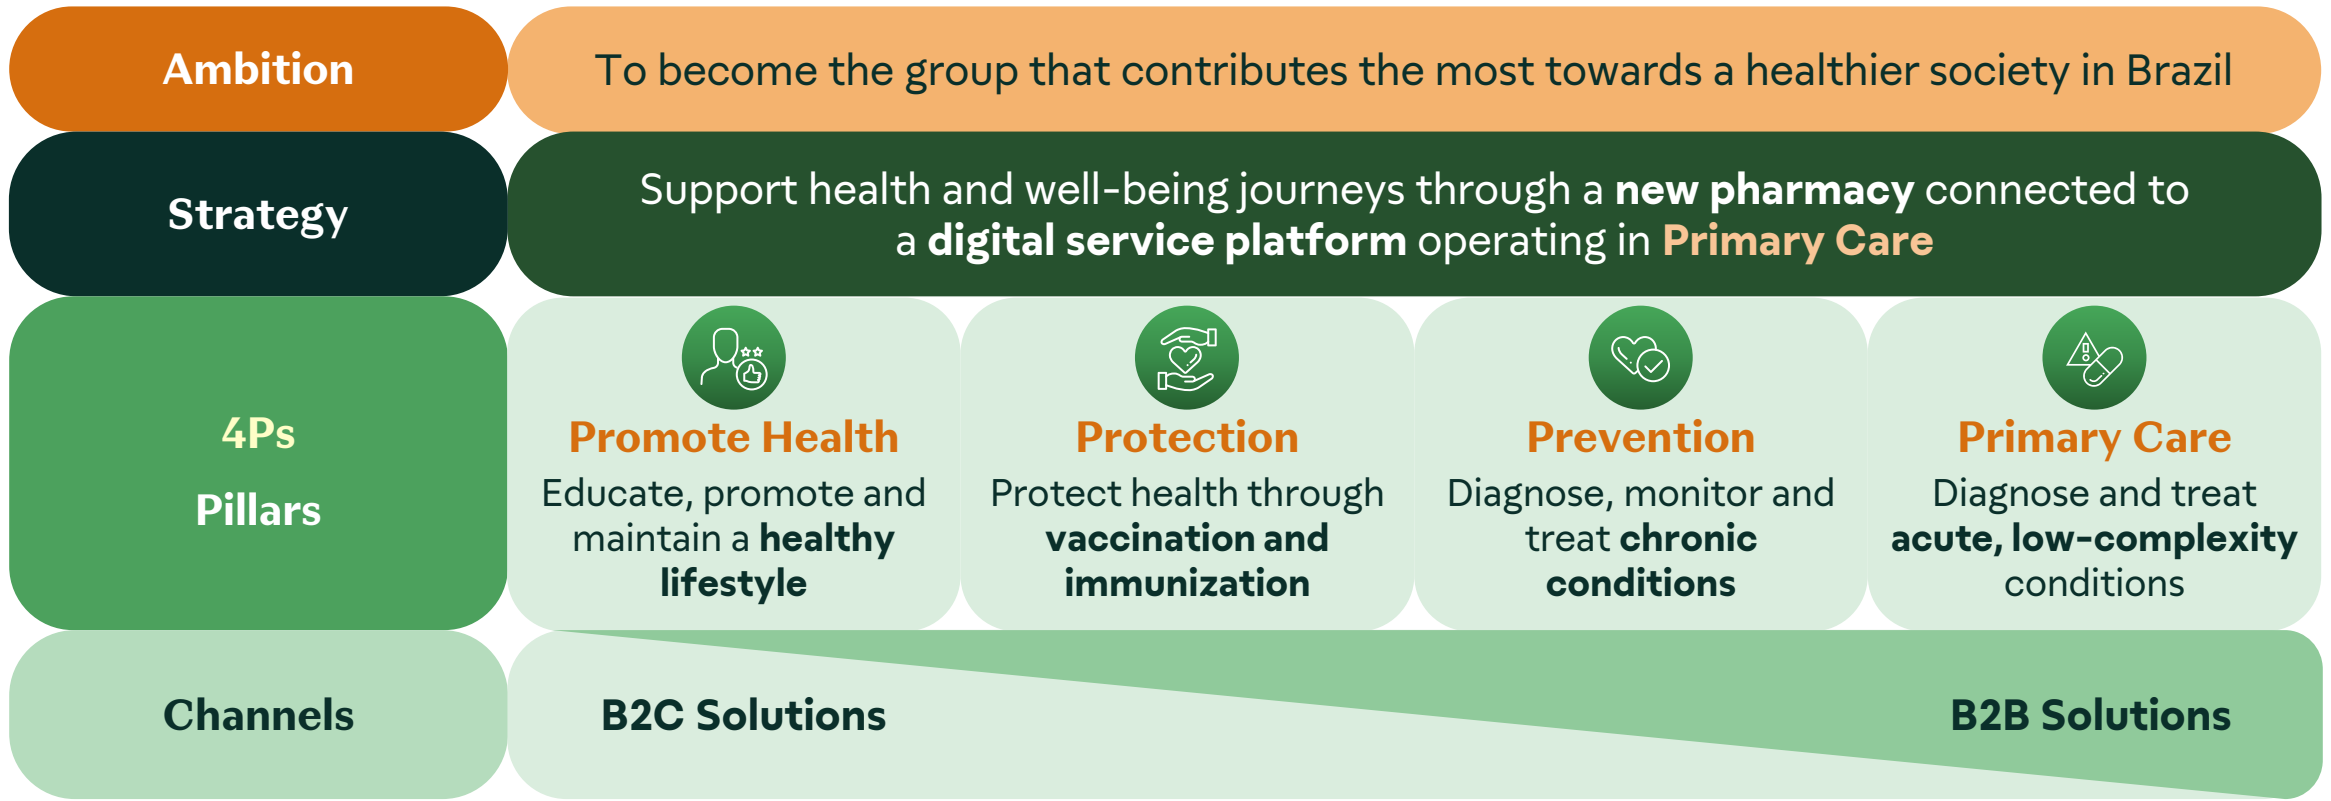 Ambition
To become the group that contributes the most towards a healthier society in Brazil
Strategy
Support health and well-being journeys through a new pharmacy connected to
a digital service platform operating in Primary Care
4Ps
Pillars
Promote Health
Educate, promote and
maintain a healthy
lifestyle
Protection
Protect health through
vaccination and
immunization
Prevention
Diagnose, monitor and
treat chronic
conditions
Primary Care
Diagnose and treat
acute, low-complexity
conditions
Channels
B2C Solutions
B2B Solutions